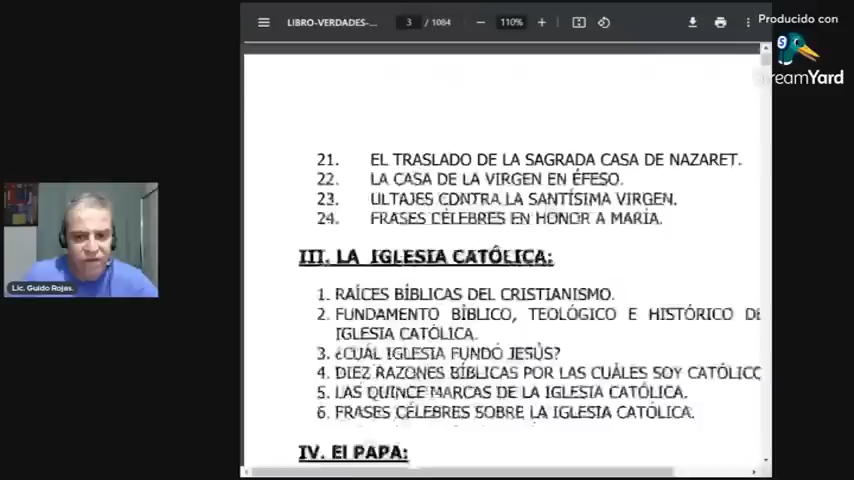 LIBRO-VERDADES-... 3 / 1084 110%
Producido con
StreamYard
21. EL TRASLADO DE LA SAGRADA CASA DE NAZARET.
22. LA CASA DE LA VIRGEN EN ÉFESO.
23. ULTAJES CONTRA LA SANTÍSIMA VIRGEN.
24. FRASES CÉLEBRES EN HONOR A MARÍA.
III. LA IGLESIA CATÓLICA:
1. RAÍCES BÍBLICAS DEL CRISTIANISMO.
2. FUNDAMENTO BÍBLICO, TEOLÓGICO E HISTÓRICO DE
IGLESIA CATÓLICA.
3. ¿CUÁL IGLESIA FUNDÓ JESÚS?
4. DIEZ RAZONES BÍBLICAS POR LAS CUÁLES SOY CATÓLICO
5. LAS QUINCE MARCAS DE LA IGLESIA CATÓLICA.
6. FRASES CÉLEBRES SOBRE LA IGLESIA CATÓLICA.
IV. El PAPA:
Lic. Guido Rojas.